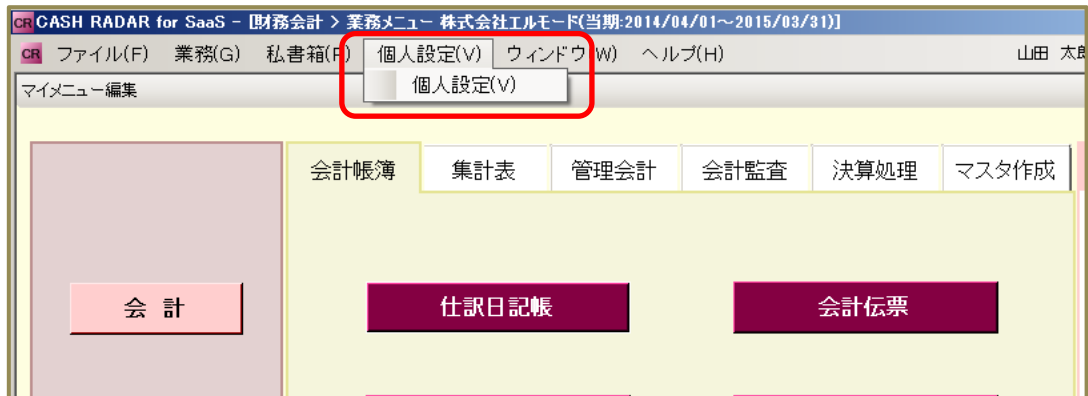 CR CASH RADAR for SaaS - [財務会計 > 業務メニュー 株式会社エルモード(当期:2014/04/01～2015/03/31)]
CR ファイル(F) 業務(G) 私書箱(P) 個人設定(V) ウィンドウ(W) ヘルプ(H) 山田 太郎
個人設定(V)
マイメニュー編集
会計帳簿 集計表 管理会計 会計監査 決算処理 マスタ作成
会 計 仕訳日記帳 会計伝票